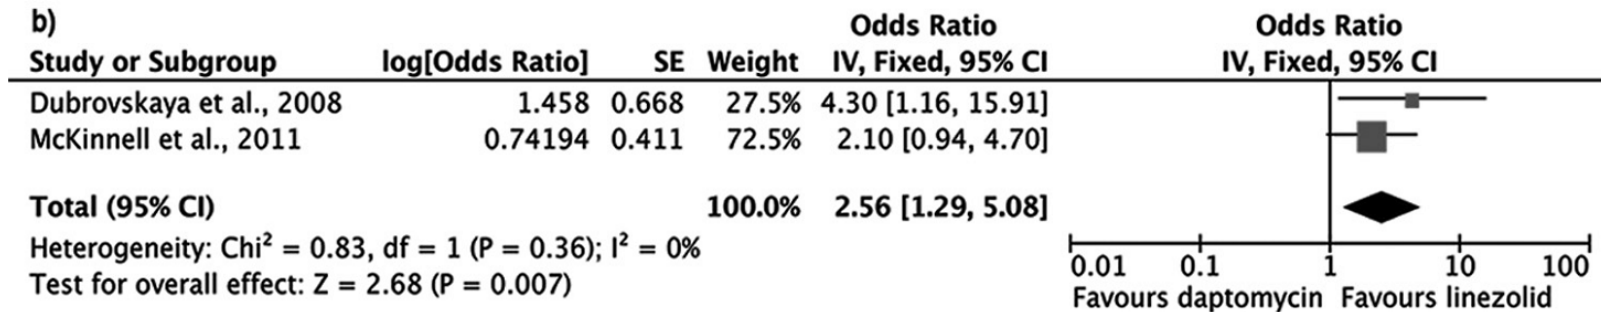 b)
Odds Ratio Odds Ratio
Study or Subgroup log[Odds Ratio] SE Weight IV, Fixed, 95% CI IV, Fixed, 95% CI
Dubrovskaya et al., 2008 1.458 0.668 27.5% 4.30 [1.16, 15.91]
McKinnell et al., 2011 0.74194 0.411 72.5% 2.10 [0.94, 4.70]
Total (95% CI) 100.0% 2.56 [1.29, 5.08]
Heterogeneity: Chi² = 0.83, df = 1 (P = 0.36); I² = 0%
Test for overall effect: Z = 2.68 (P = 0.007)
0.01 0.1 1 10 100
Favours daptomycin Favours linezolid